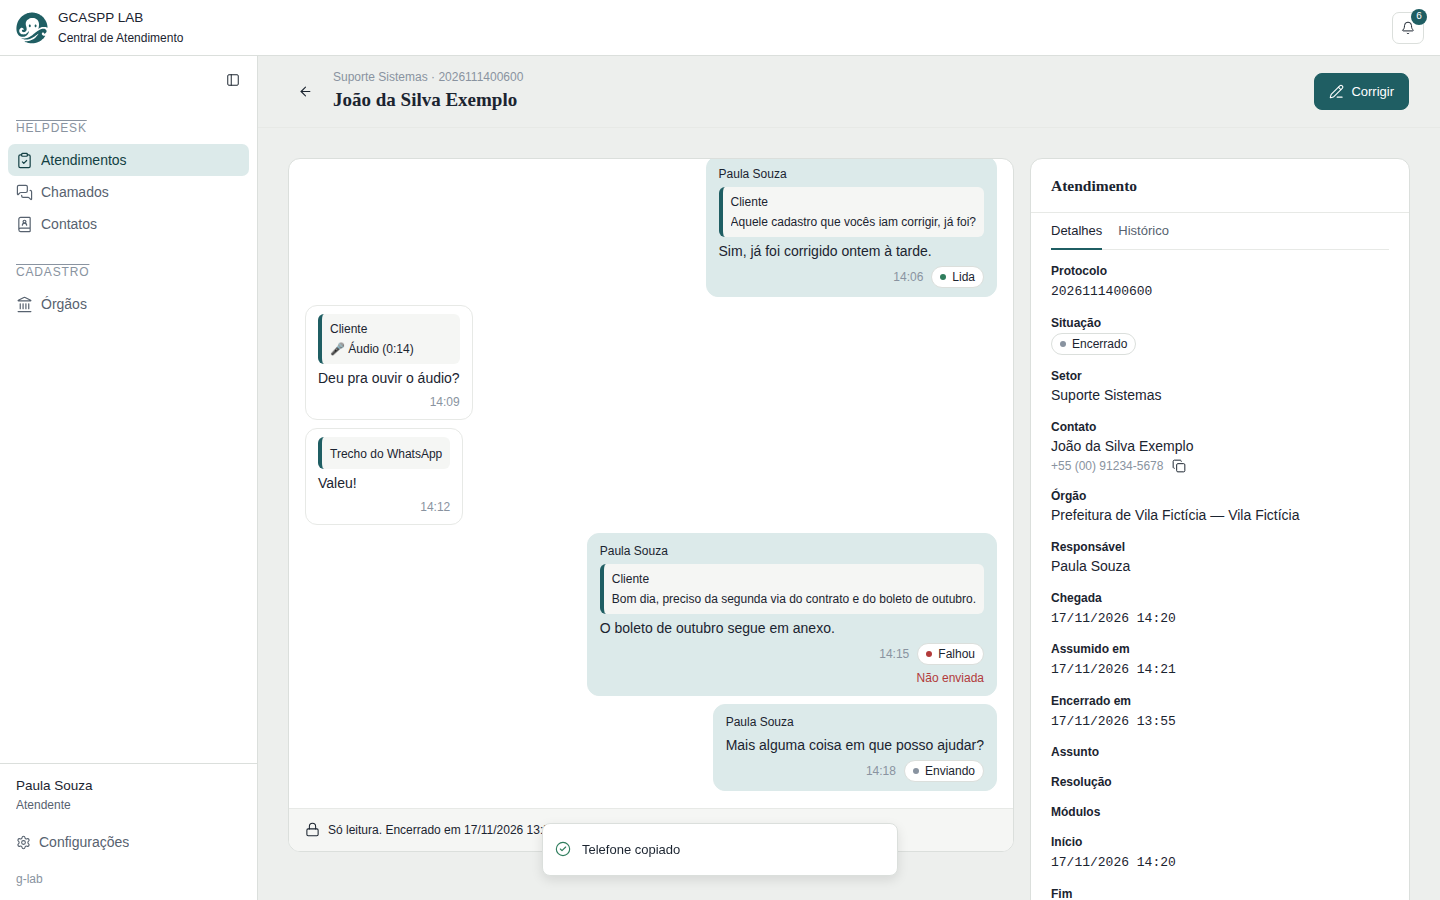 GCASPP LAB
Central de Atendimento
6
HELPDESK
Atendimentos
Chamados
Contatos
CADASTRO
Órgãos
Paula Souza
Atendente
Configurações
g-lab
Suporte Sistemas · 2026111400600
João da Silva Exemplo
Corrigir
Paula Souza
Cliente
Aquele cadastro que vocês iam corrigir, já foi?
Sim, já foi corrigido ontem à tarde.
14:06 Lida
Cliente
🎤 Áudio (0:14)
Deu pra ouvir o áudio?
14:09
Trecho do WhatsApp
Valeu!
14:12
Paula Souza
Cliente
Bom dia, preciso da segunda via do contrato e do boleto de outubro.
O boleto de outubro segue em anexo.
14:15 Falhou
Não enviada
Paula Souza
Mais alguma coisa em que posso ajudar?
14:18 Enviando
Só leitura. Encerrado em 17/11/2026 13:
Telefone copiado
Atendimento
Detalhes Histórico
Protocolo
2026111400600
Situação
Encerrado
Setor
Suporte Sistemas
Contato
João da Silva Exemplo
+55 (00) 91234-5678
Órgão
Prefeitura de Vila Fictícia — Vila Fictícia
Responsável
Paula Souza
Chegada
17/11/2026 14:20
Assumido em
17/11/2026 14:21
Encerrado em
17/11/2026 13:55
Assunto
Resolução
Módulos
Início
17/11/2026 14:20
Fim